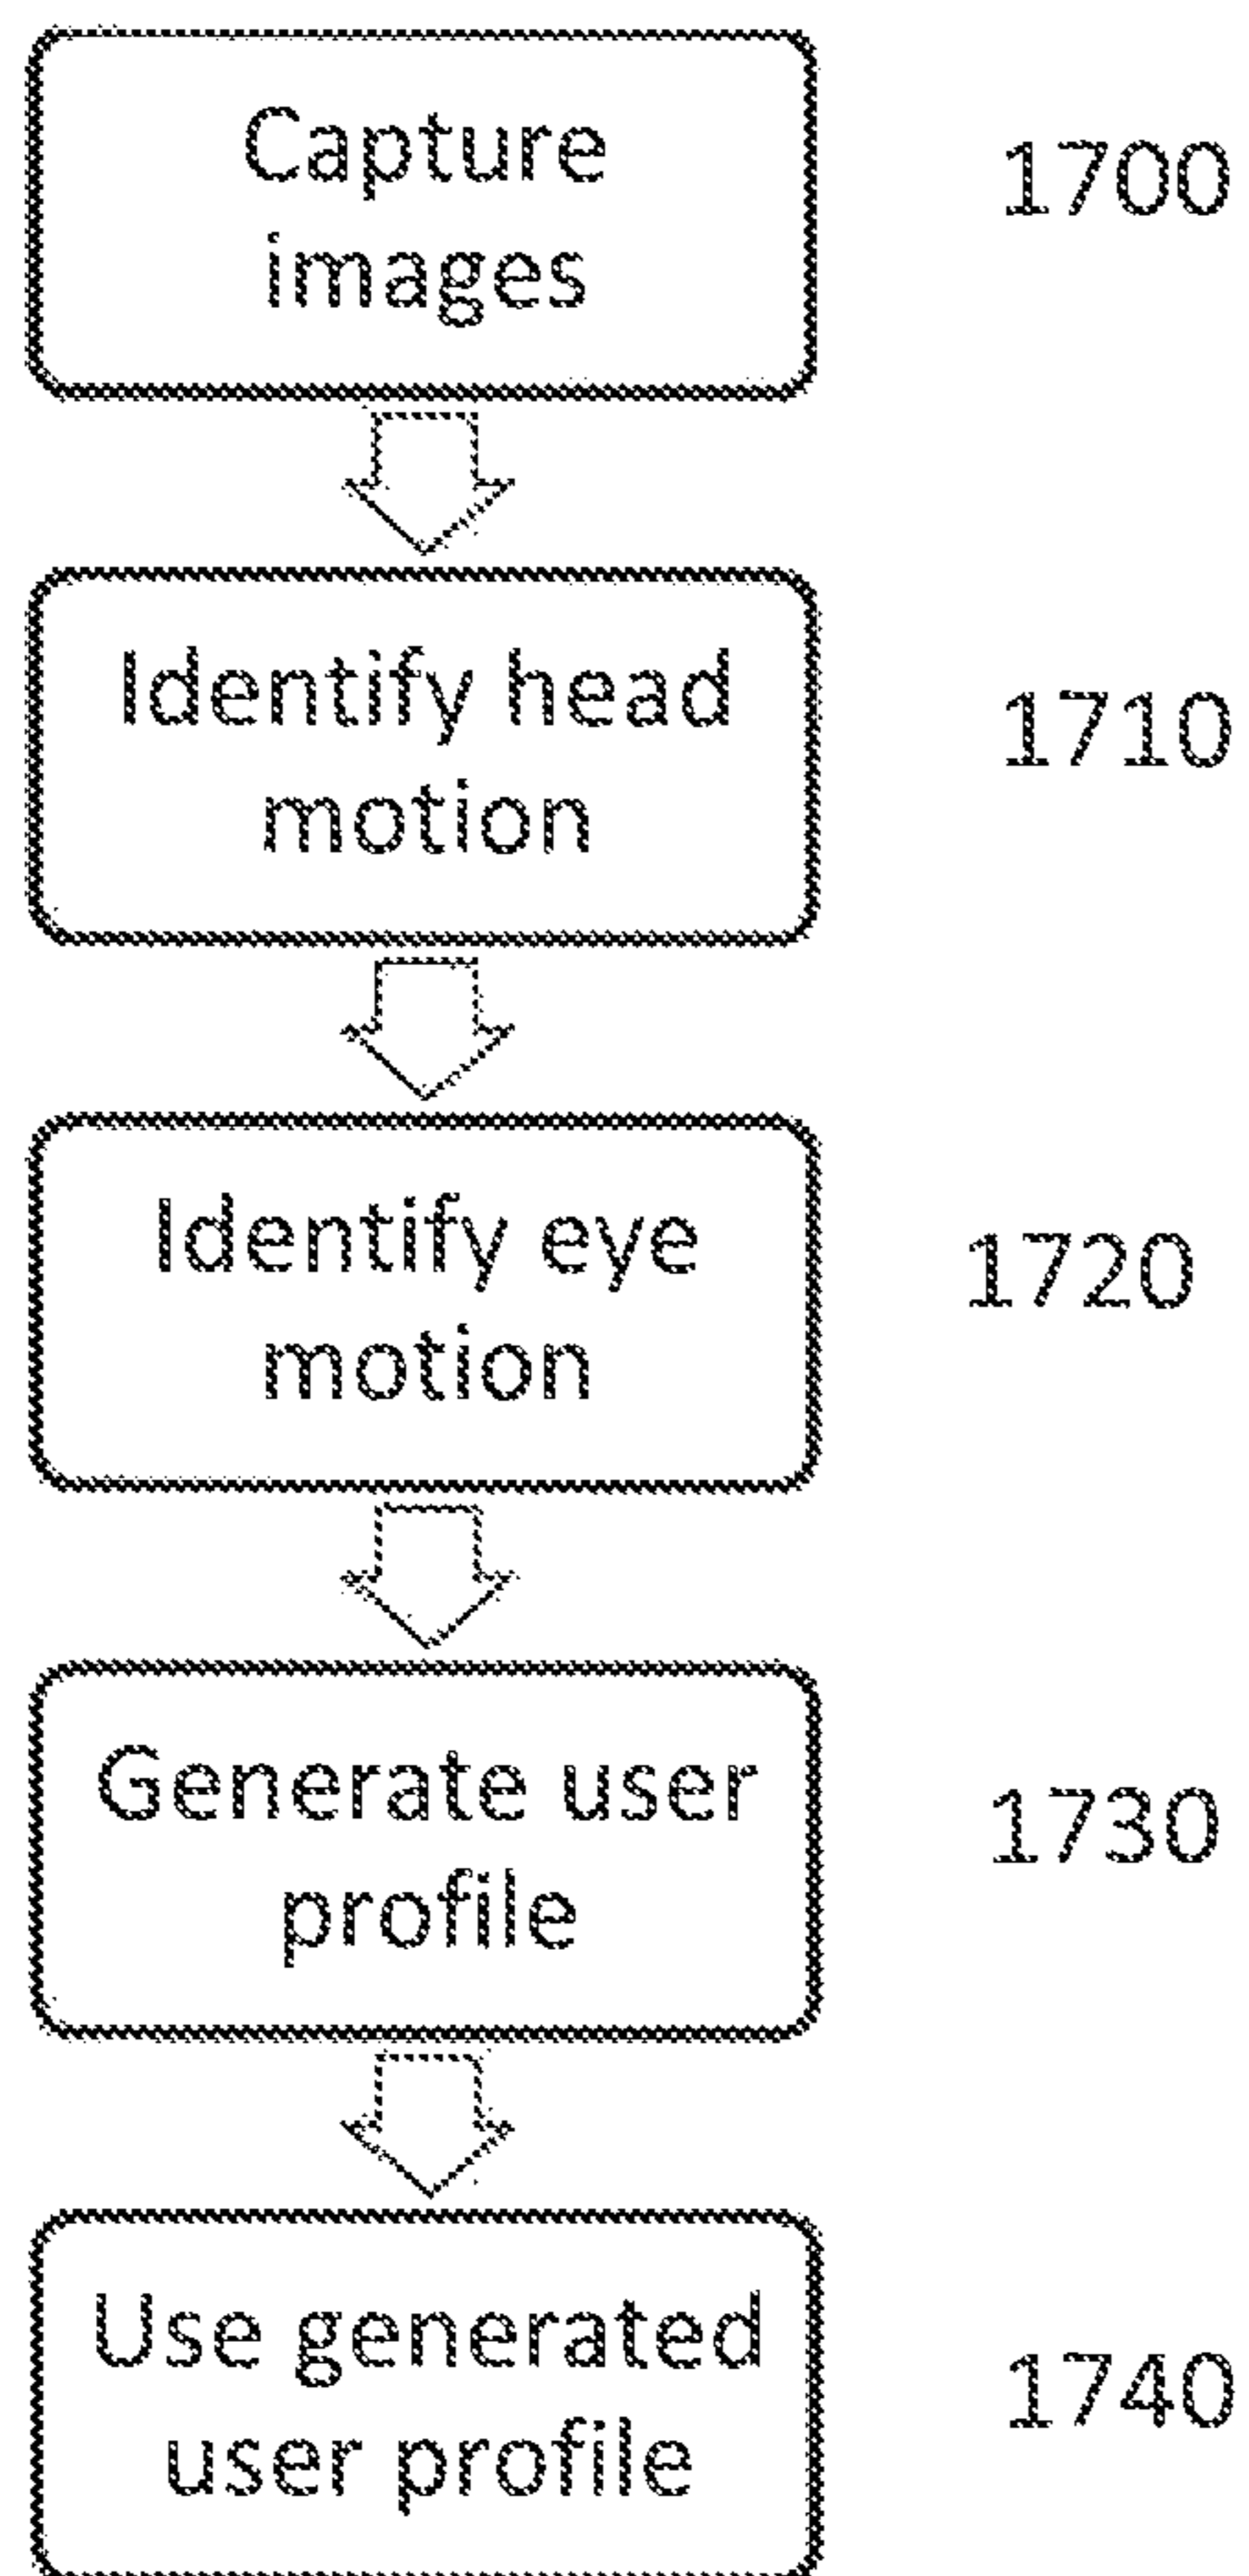 Capture
images
1700
Identify head
motion
1710
Identify eye
motion
1720
Generate user
profile
1730
Use generated
user profile
1740